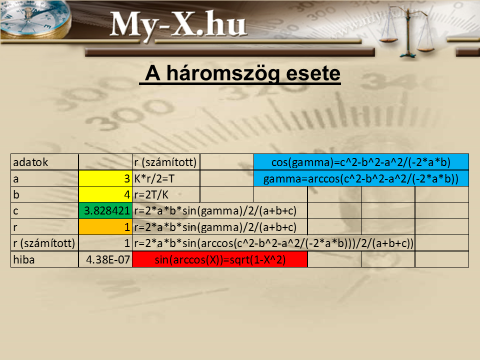 My-X.hu
A háromszög esete
adatok r (számított) cos(gamma)=c^2-b^2-a^2/(-2*a*b)
a 3 K*r/2=T gamma=arccos(c^2-b^2-a^2/(-2*a*b))
b 4 r=2T/K
c 3.828421 r=2*a*b*sin(gamma)/2/(a+b+c)
r 1 r=2*a*b*sin(gamma)/2/(a+b+c)
r (számított) 1 r=2*a*b*sin(arccos(c^2-b^2-a^2/(-2*a*b)))/2/(a+b+c))
hiba 4.38E-07 sin(arccos(X))=sqrt(1-X^2)